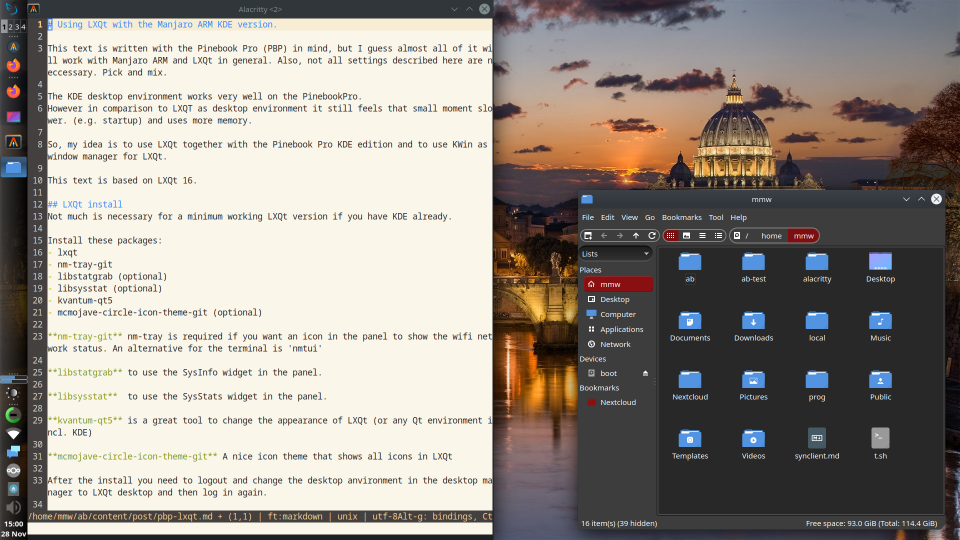 Alacritty <2>
1 # Using LXQt with the Manjaro ARM KDE version.
2
3 This text is written with the Pinebook Pro (PBP) in mind, but I guess almost all of it wi
ll work with Manjaro ARM and LXQt in general. Also, not all settings described here are n
eccessary. Pick and mix.
4
5 The KDE desktop environment works very well on the PinebookPro.
6 However in comparison to LXQT as desktop environment it still feels that small moment slo
wer. (e.g. startup) and uses more memory.
7
8 So, my idea is to use LXQt together with the Pinebook Pro KDE edition and to use KWin as
window manager for LXQt.
9
10 This text is based on LXQt 16.
11
12 ## LXQt install
13 Not much is necessary for a minimum working LXQt version if you have KDE already.
14
15 Install these packages:
16 - lxqt
17 - nm-tray-git
18 - libstatgrab (optional)
19 - libsysstat (optional)
20 - kvantum-qt5
21 - mcmojave-circle-icon-theme-git (optional)
22
23 **nm-tray-git** nm-tray is required if you want an icon in the panel to show the wifi net
work status. An alternative for the terminal is 'nmtui'
24
25 **libstatgrab** to use the SysInfo widget in the panel.
26
27 **libsysstat**  to use the SysStats widget in the panel.
28
29 **kvantum-qt5** is a great tool to change the appearance of LXQt (or any Qt environment i
ncl. KDE)
30
31 **mcmojave-circle-icon-theme-git** A nice icon theme that shows all icons in LXQt
32
33 After the install you need to logout and change the desktop anvironment in the desktop ma
nager to LXQt desktop and then log in again.
34
/home/mmw/ab/content/post/pbp-lxqt.md + (1,1) | ft:markdown | unix | utf-8Alt-g: bindings, Ct
1 2 3 4
15:00
28 Nov
mmw
File Edit View Go Bookmarks Tool Help
/ home mmw
Lists
Places
mmw
Desktop
Computer
Applications
Network
Devices
boot
Bookmarks
Nextcloud
ab ab-test alacritty Desktop
Documents Downloads local Music
Nextcloud Pictures prog Public
Templates Videos synclient.md t.sh
16 item(s) (39 hidden) Free space: 93.0 GiB (Total: 114.4 GiB)